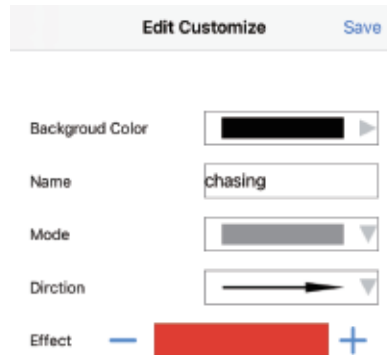 Edit Customize Save
Backgroud Color
Name chasing
Mode
Dirction
Effect